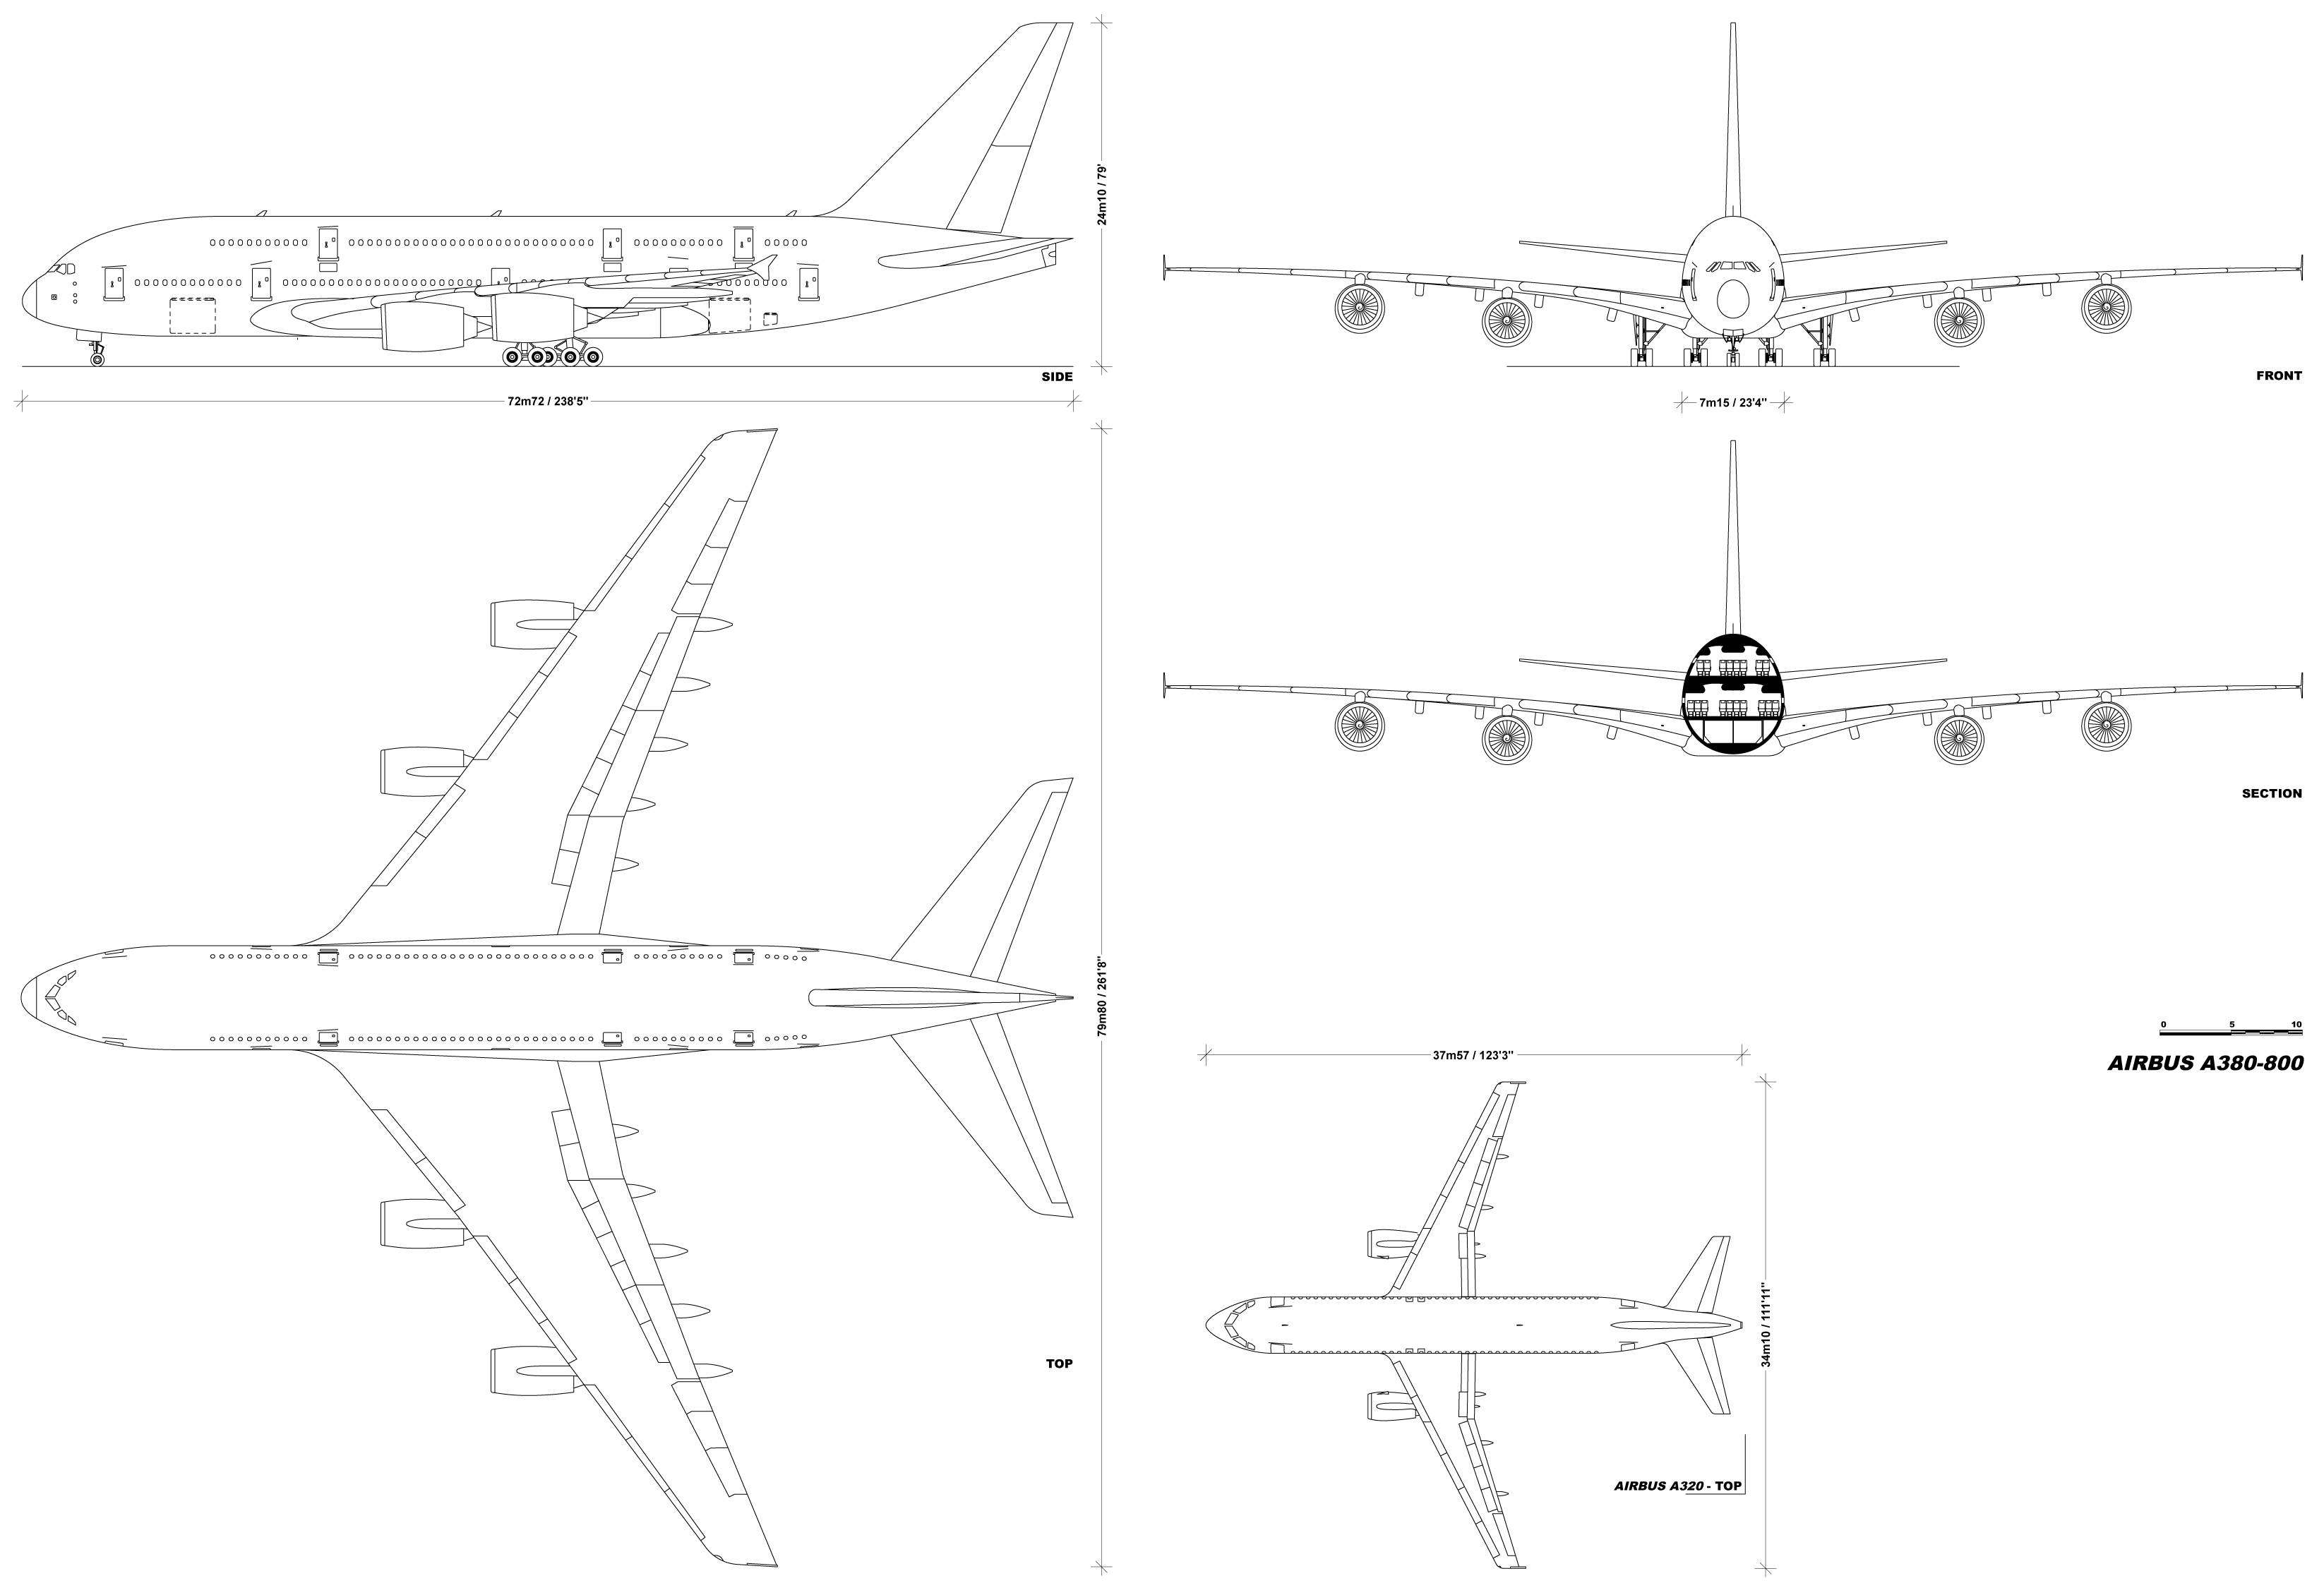 24m10 / 79'
SIDE
72m72 / 238'5"
FRONT
7m15 / 23'4"
SECTION
79m80 / 261'8"
TOP
0 5 10
AIRBUS A380-800
37m57 / 123'3"
34m10 / 111'11"
AIRBUS A320 - TOP